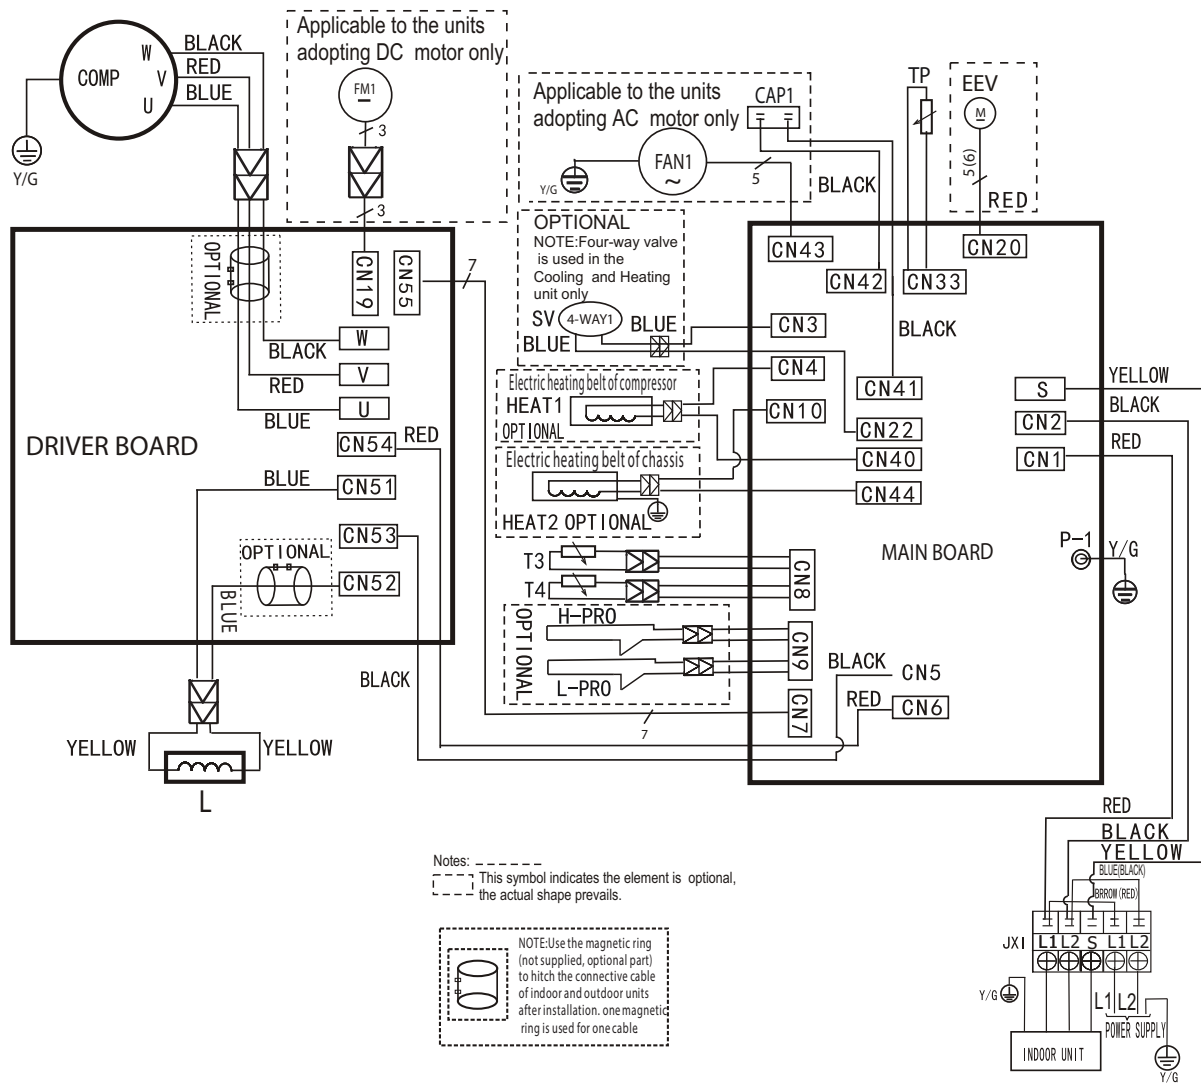 Applicable to the units
adopting DC motor only
FM1
3
3
COMP
W
V
U
BLACK
RED
BLUE
Y/G
Applicable to the units
adopting AC motor only
CAP1
FAN1
~
Y/G
5
BLACK
TP
EEV
M
5(6)
RED
OPTIONAL
NOTE:Four-way valve
is used in the
Cooling and Heating
unit only
SV
4-WAY1
BLUE
BLUE
DRIVER BOARD
OPTIONAL
CN19
CN55
7
W
BLACK
V
RED
U
BLUE
CN54
RED
BLUE
CN51
CN53
OPTIONAL
CN52
BLUE
BLACK
YELLOW
YELLOW
L
Electric heating belt of compressor
HEAT1
OPTIONAL
Electric heating belt of chassis
HEAT2 OPTIONAL
T3
T4
OPTIONAL
H-PRO
L-PRO
7
CN43
CN42
CN33
CN20
CN3
BLACK
CN4
CN41
CN10
CN22
CN40
CN44
S
CN2
CN1
YELLOW
BLACK
RED
MAIN BOARD
P-1
Y/G
CN8
CN9
CN7
BLACK
CN5
RED
CN6
RED
BLACK
YELLOW
BLUE(BLACK)
BRROW(RED)
JX1
L1 L2 S L1 L2
Y/G
L1 L2
POWER SUPPLY
INDOOR UNIT
Y/G
Notes:
This symbol indicates the element is optional,
the actual shape prevails.
NOTE:Use the magnetic ring
(not supplied, optional part)
to hitch the connective cable
of indoor and outdoor units
after installation. one magnetic
ring is used for one cable